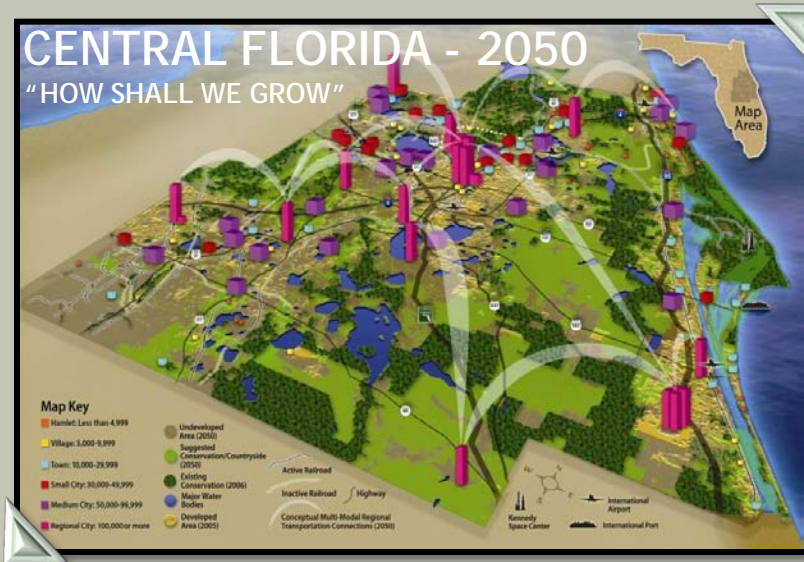 CENTRAL FLORIDA - 2050
“HOW SHALL WE GROW”
Map
Area
Map Key
Hamlet: Less than 4,999
Village: 5,000-9,999
Town: 10,000-29,999
Small City: 30,000-49,999
Medium City: 50,000-99,999
Regional City: 100,000 or more
Undeveloped
Area (2050)
Suggested
Conservation/Countryside
(2050)
Existing
Conservation (2006)
Major Water
Bodies
Developed
Area (2005)
Active Railroad
Inactive Railroad
Highway
Conceptual Multi-Modal Regional
Transportation Connections (2050)
Kennedy
Space Center
International
Airport
International Port